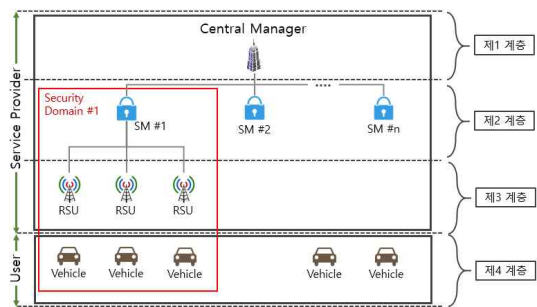 Central Manager
제1 계층
Service Provider
Security
Domain #1
SM #1
SM #2
....
SM #n
제2 계층
RSU
RSU
RSU
제3 계층
User
Vehicle
Vehicle
Vehicle
Vehicle
Vehicle
제4 계층